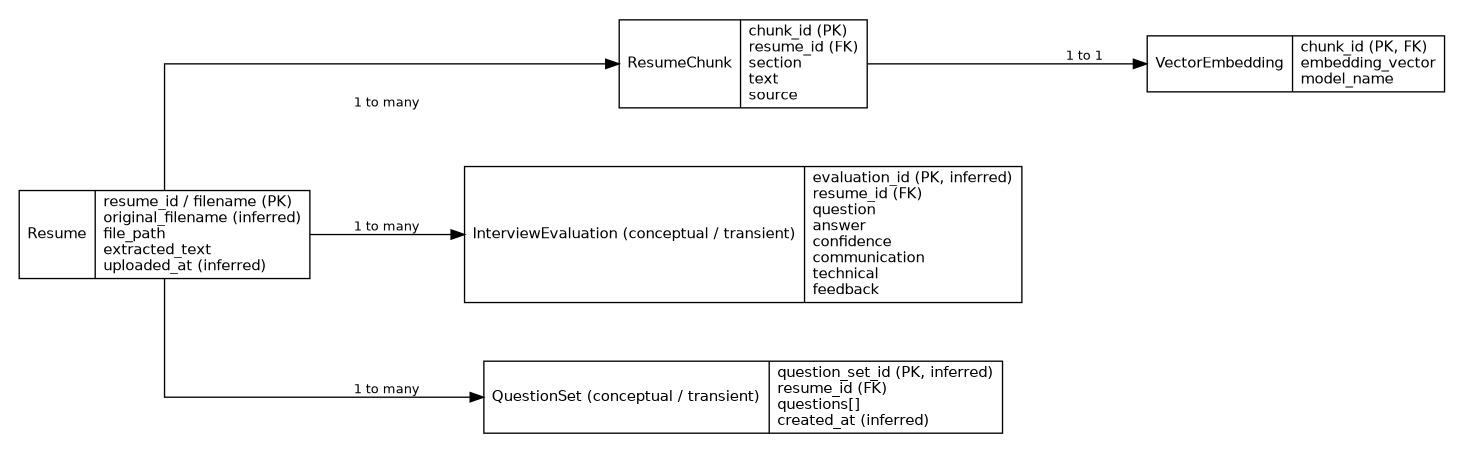 ResumeChunk
chunk_id (PK)
resume_id (FK)
section
text
source
1 to 1
VectorEmbedding
chunk_id (PK, FK)
embedding_vector
model_name
1 to many
Resume
resume_id / filename (PK)
original_filename (inferred)
file_path
extracted_text
uploaded_at (inferred)
1 to many
InterviewEvaluation (conceptual / transient)
evaluation_id (PK, inferred)
resume_id (FK)
question
answer
confidence
communication
technical
feedback
1 to many
QuestionSet (conceptual / transient)
question_set_id (PK, inferred)
resume_id (FK)
questions[]
created_at (inferred)